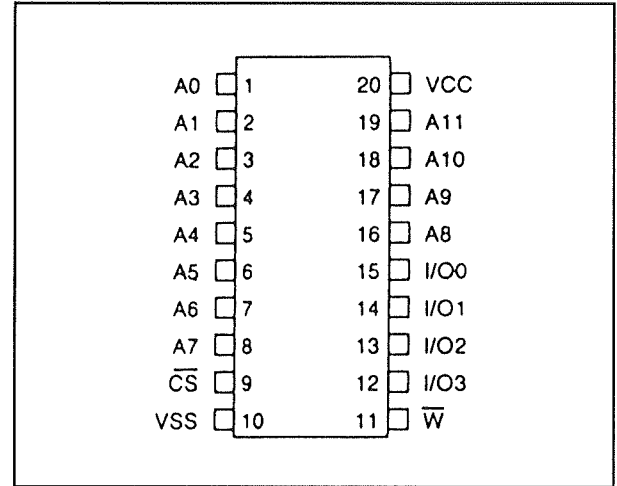 A0 1 20 VCC
A1 2 19 A11
A2 3 18 A10
A3 4 17 A9
A4 5 16 A8
A5 6 15 I/O0
A6 7 14 I/O1
A7 8 13 I/O2
C̅S̅ 9 12 I/O3
VSS 10 11 W̅